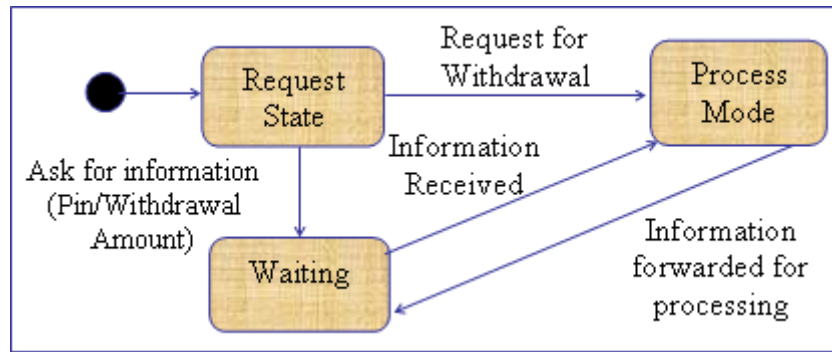 Request
State
Request for
Withdrawal
Process
Mode
Ask for information
(Pin/Withdrawal
Amount)
Information
Received
Waiting
Information
forwarded for
processing